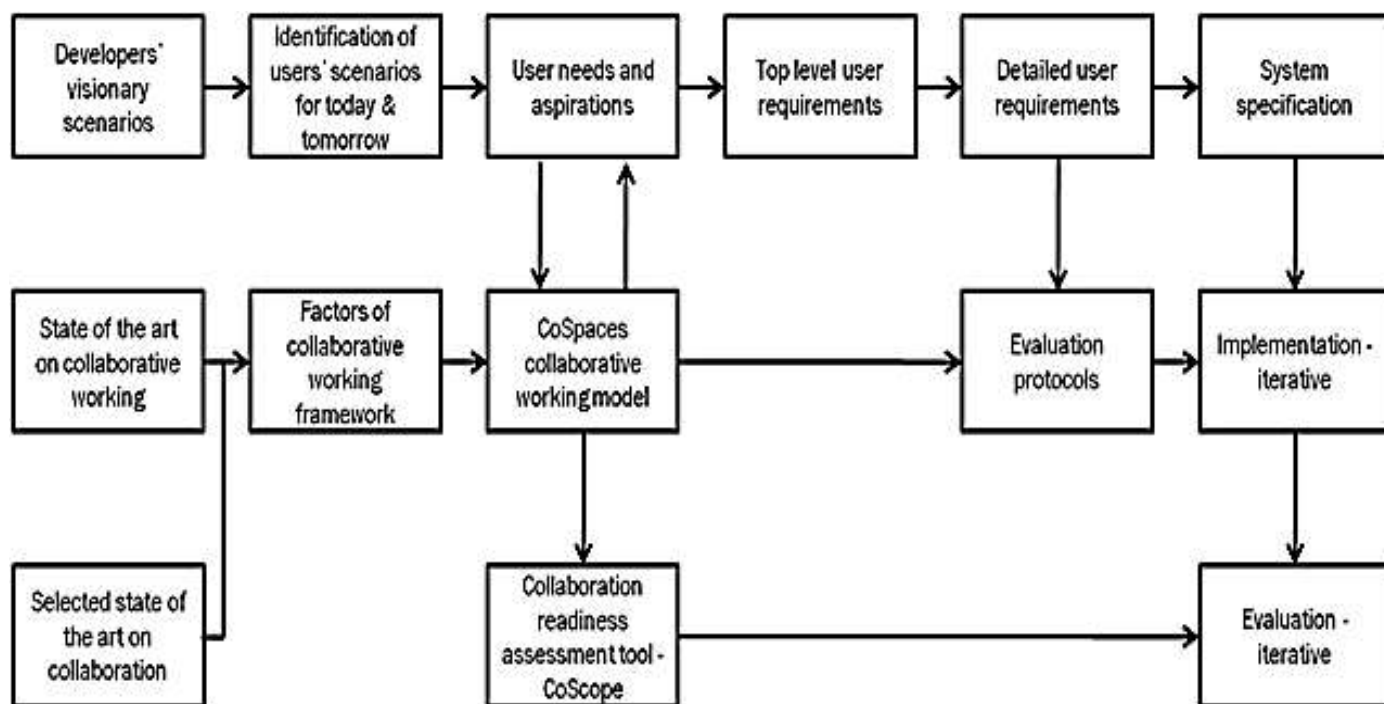 Developers'
visionary
scenarios
Identification of
users' scenarios
for today &
tomorrow
User needs and
aspirations
Top level user
requirements
Detailed user
requirements
System
specification
State of the art
on collaborative
working
Factors of
collaborative
working
framework
CoSpaces
collaborative
working model
Evaluation
protocols
Implementation -
iterative
Selected state of
the art on
collaboration
Collaboration
readiness
assessment tool -
CoScope
Evaluation -
iterative